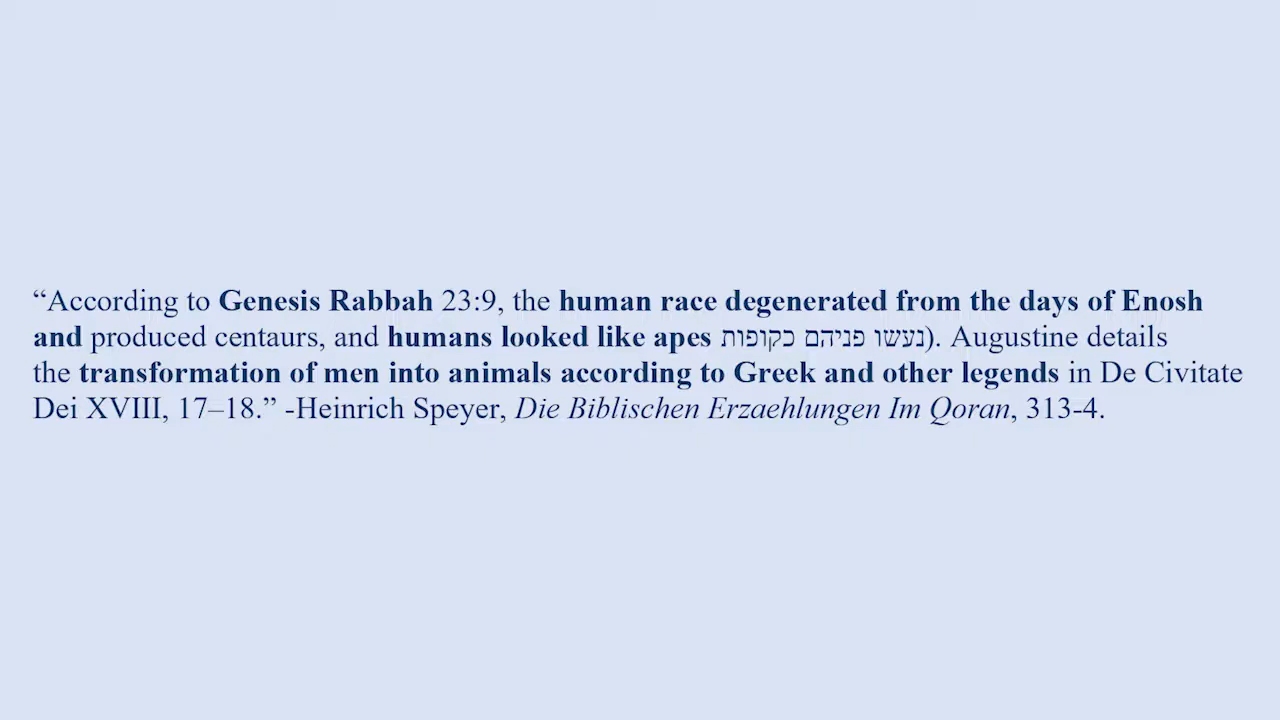 “According to Genesis Rabbah 23:9, the human race degenerated from the days of Enosh
and produced centaurs, and humans looked like apes נעשו פניהם כקופות). Augustine details
the transformation of men into animals according to Greek and other legends in De Civitate
Dei XVIII, 17–18.” -Heinrich Speyer, Die Biblischen Erzaehlungen Im Qoran, 313-4.